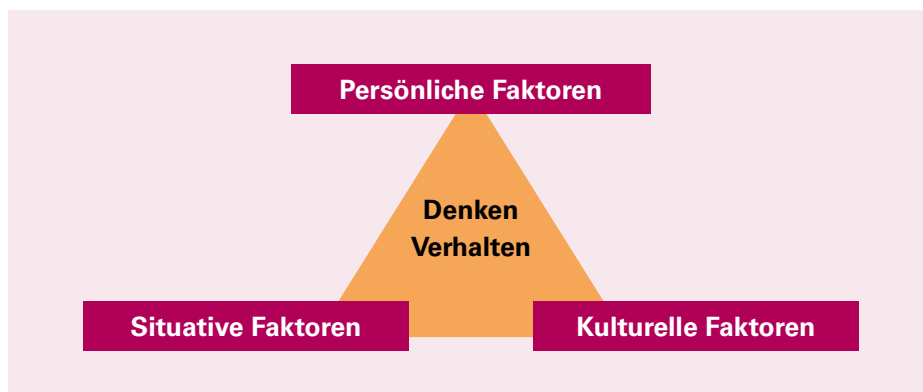 Persönliche Faktoren
Denken
Verhalten
Situative Faktoren
Kulturelle Faktoren